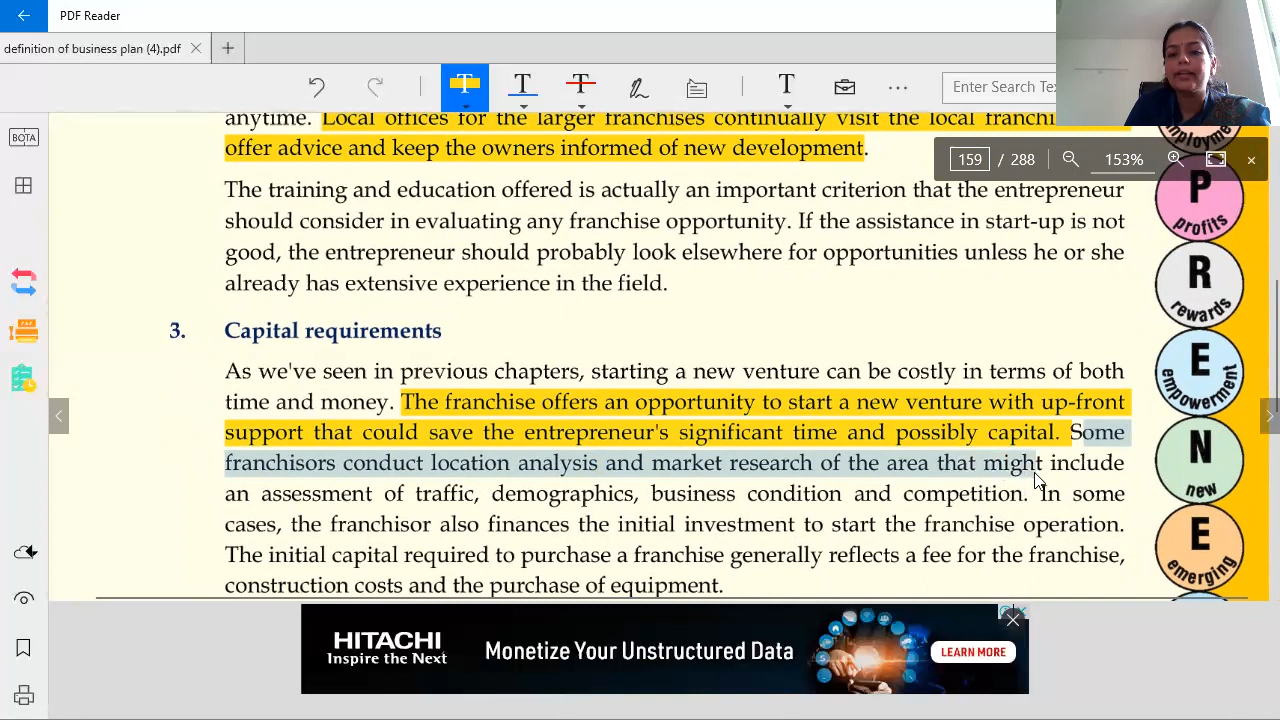 PDF Reader
definition of business plan (4).pdf
Enter Search Te
BOTA
159 / 288
153%
anytime. Local offices for the larger franchises continually visit the local franchi
offer advice and keep the owners informed of new development.
The training and education offered is actually an important criterion that the entrepreneur
should consider in evaluating any franchise opportunity. If the assistance in start-up is not
good, the entrepreneur should probably look elsewhere for opportunities unless he or she
already has extensive experience in the field.
3. Capital requirements
As we've seen in previous chapters, starting a new venture can be costly in terms of both
time and money. The franchise offers an opportunity to start a new venture with up-front
support that could save the entrepreneur's significant time and possibly capital. Some
franchisors conduct location analysis and market research of the area that might include
an assessment of traffic, demographics, business condition and competition. In some
cases, the franchisor also finances the initial investment to start the franchise operation.
The initial capital required to purchase a franchise generally reflects a fee for the franchise,
construction costs and the purchase of equipment.
employment
P
profits
R
rewards
E
empowerment
N
new
E
emerging
HITACHI
Inspire the Next
Monetize Your Unstructured Data
LEARN MORE